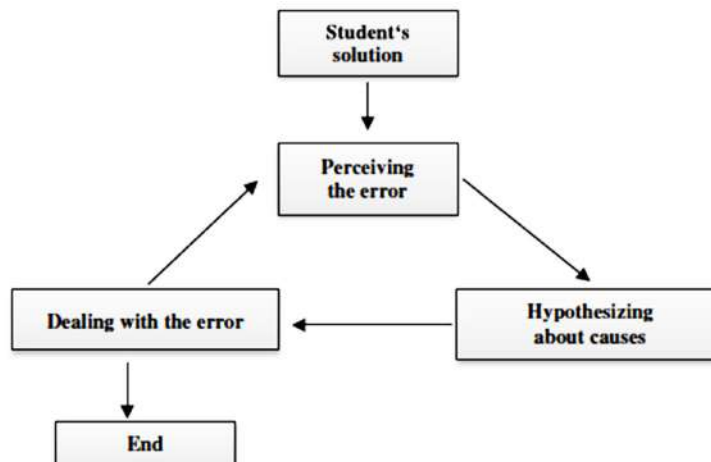 Student‘s
solution
Perceiving
the error
Hypothesizing
about causes
Dealing with the error
End